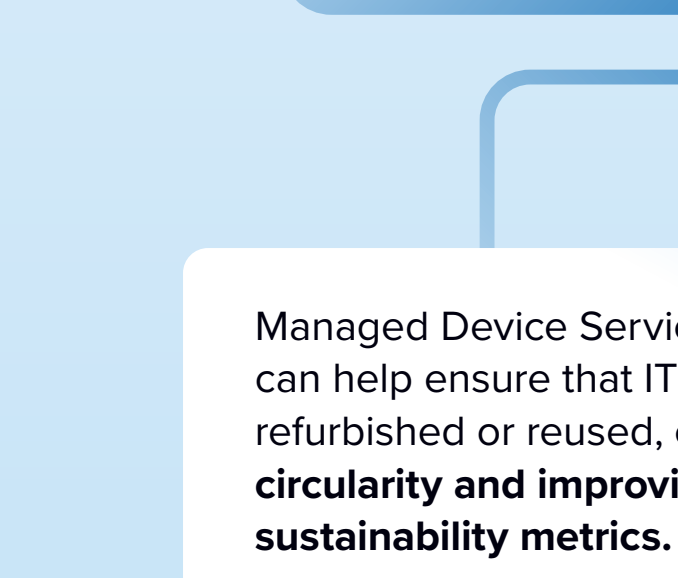 Managed Device Servi
can help ensure that IT
refurbished or reused,
circularity and improvi
sustainability metrics.